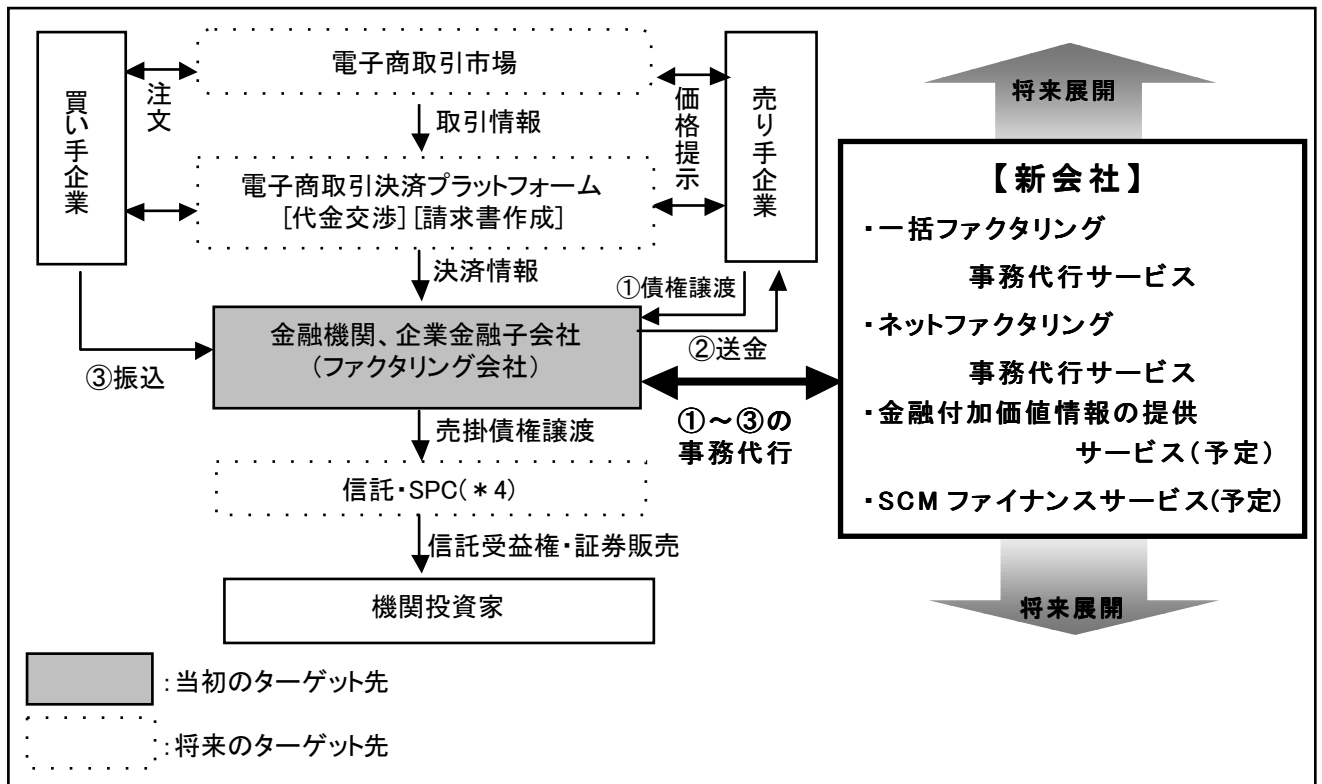 買い手企業
注文
電子商取引市場
取引情報
価格提示
売り手企業
電子商取引決済プラットフォーム
[代金交渉][請求書作成]
決済情報
①債権譲渡
金融機関、企業金融子会社
(ファクタリング会社)
②送金
③振込
①~③の
事務代行
売掛債権譲渡
信託・SPC(*4)
信託受益権・証券販売
機関投資家
:当初のターゲット先
:将来のターゲット先
将来展開
【新会社】
・一括ファクタリング
事務代行サービス
・ネットファクタリング
事務代行サービス
・金融付加価値情報の提供
サービス(予定)
・SCMファイナンスサービス(予定)
将来展開